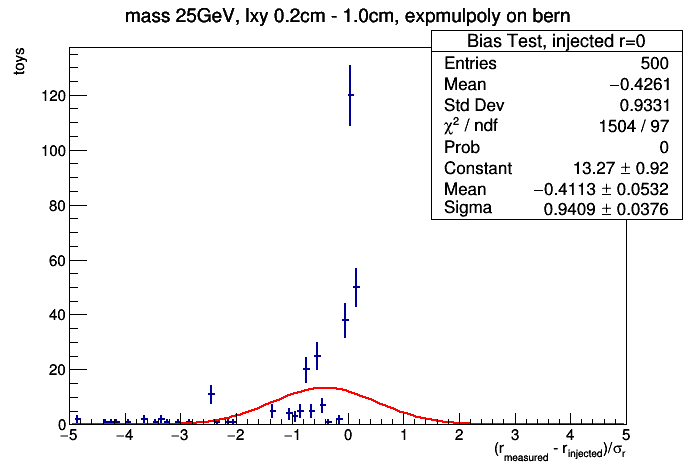 mass 25GeV, lxy 0.2cm - 1.0cm, expmulpoly on bern
Bias Test, injected r=0
Entries 500
Mean −0.4261
Std Dev 0.9331
χ² / ndf 1504 / 97
Prob 0
Constant 13.27 ± 0.92
Mean −0.4113 ± 0.0532
Sigma 0.9409 ± 0.0376
toys
120
100
80
60
40
20
0
−5 −4 −3 −2 −1 0 1 2 3 4 5
(r_measured - r_injected)/σ_r